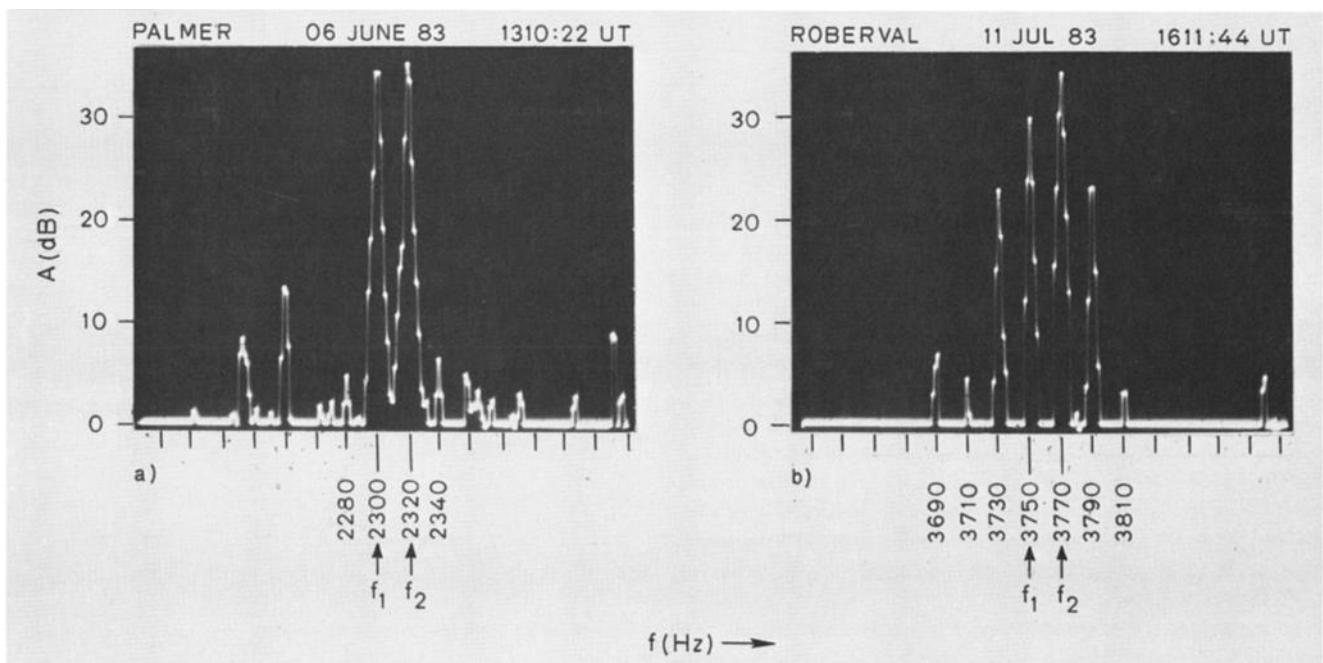 PALMER 06 JUNE 83 1310:22 UT
ROBERVAL 11 JUL 83 1611:44 UT
A (dB)
30
20
10
0
30
20
10
0
a)
2280
2300
2320
2340
f1
f2
b)
3690
3710
3730
3750
3770
3790
3810
f1
f2
f (Hz)